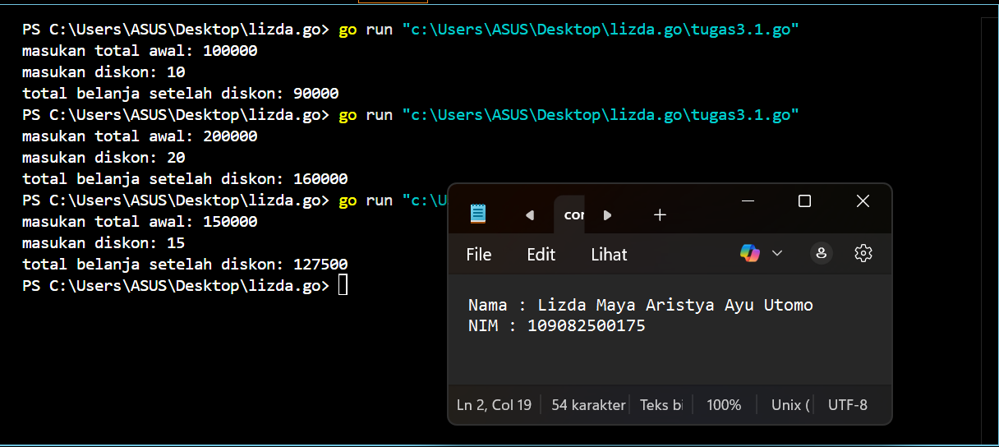 PS C:\Users\ASUS\Desktop\lizda.go> go run "c:\Users\ASUS\Desktop\lizda.go\tugas3.1.go"
masukan total awal: 100000
masukan diskon: 10
total belanja setelah diskon: 90000
PS C:\Users\ASUS\Desktop\lizda.go> go run "c:\Users\ASUS\Desktop\lizda.go\tugas3.1.go"
masukan total awal: 200000
masukan diskon: 20
total belanja setelah diskon: 160000
PS C:\Users\ASUS\Desktop\lizda.go> go run "c:\U
masukan total awal: 150000
masukan diskon: 15
total belanja setelah diskon: 127500
PS C:\Users\ASUS\Desktop\lizda.go>
File Edit Lihat
Nama : Lizda Maya Aristya Ayu Utomo
NIM : 109082500175
Ln 2, Col 19 54 karakter Teks bi 100% Unix ( UTF-8